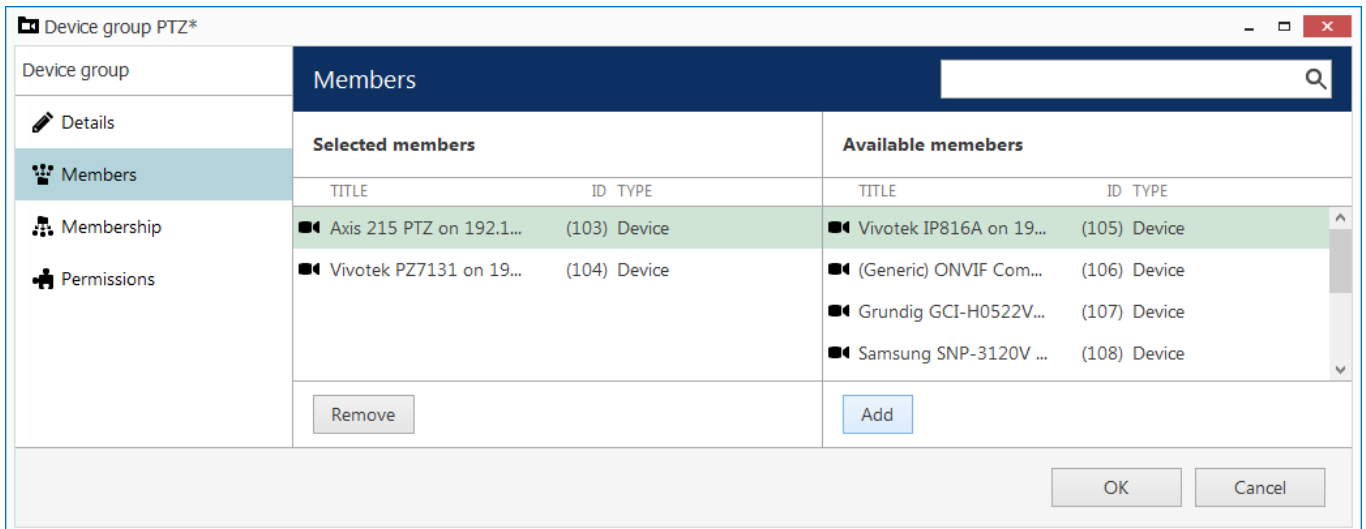 Device group PTZ*
Device group
Details
Members
Membership
Permissions
Members
Selected members
TITLE ID TYPE
Axis 215 PTZ on 192.1... (103) Device
Vivotek PZ7131 on 19... (104) Device
Remove
Available memebers
TITLE ID TYPE
Vivotek IP816A on 19... (105) Device
(Generic) ONVIF Com... (106) Device
Grundig GCI-H0522V... (107) Device
Samsung SNP-3120V ... (108) Device
Add
OK Cancel